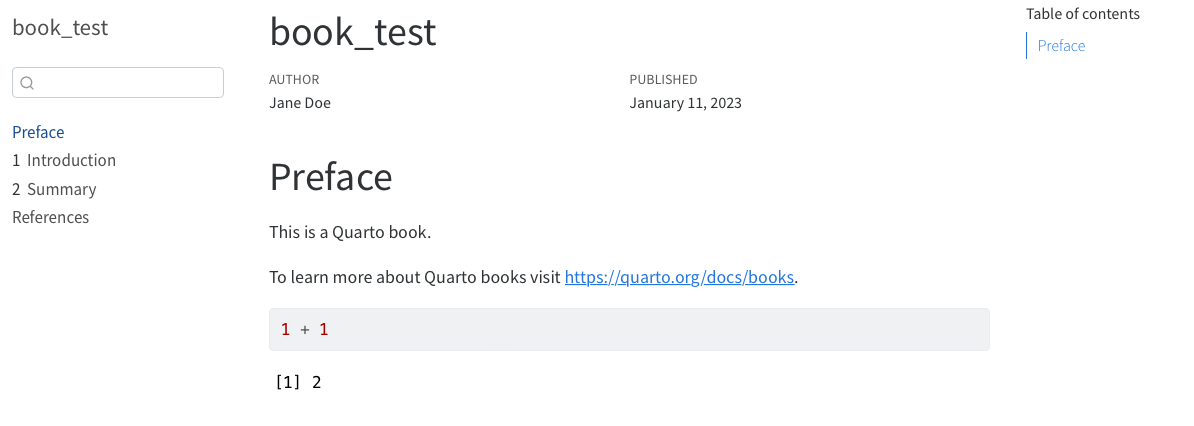 book_test
Preface
1 Introduction
2 Summary
References
book_test
AUTHOR
Jane Doe
PUBLISHED
January 11, 2023
Preface
This is a Quarto book.
To learn more about Quarto books visit https://quarto.org/docs/books.
1 + 1
[1] 2
Table of contents
Preface